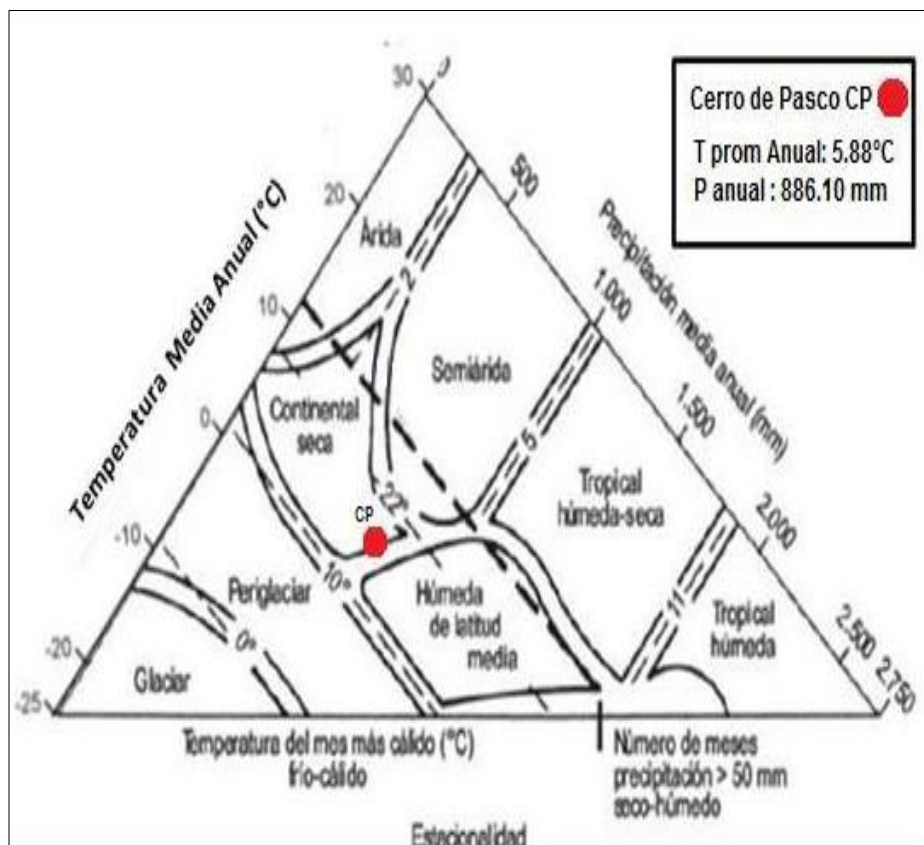 Cerro de Pasco CP
T prom Anual: 5.88°C
P anual : 886.10 mm
Temperatura Media Anual (°C)
30
20
10
0
-10
-20
-25
Precipitación media anual (mm)
0
500
1.000
1.500
2.000
2.500
2.750
Árida
2
Semiárida
Continental
seca
22°
5
CP
Tropical
húmeda-seca
Periglaciar
10°
Húmeda
de latitud
media
11
Tropical
húmeda
0°
Glaciar
Temperatura del mes más cálido (°C)
frío-cálido
Número de meses
precipitación > 50 mm
seco-húmedo
Estacionalidad